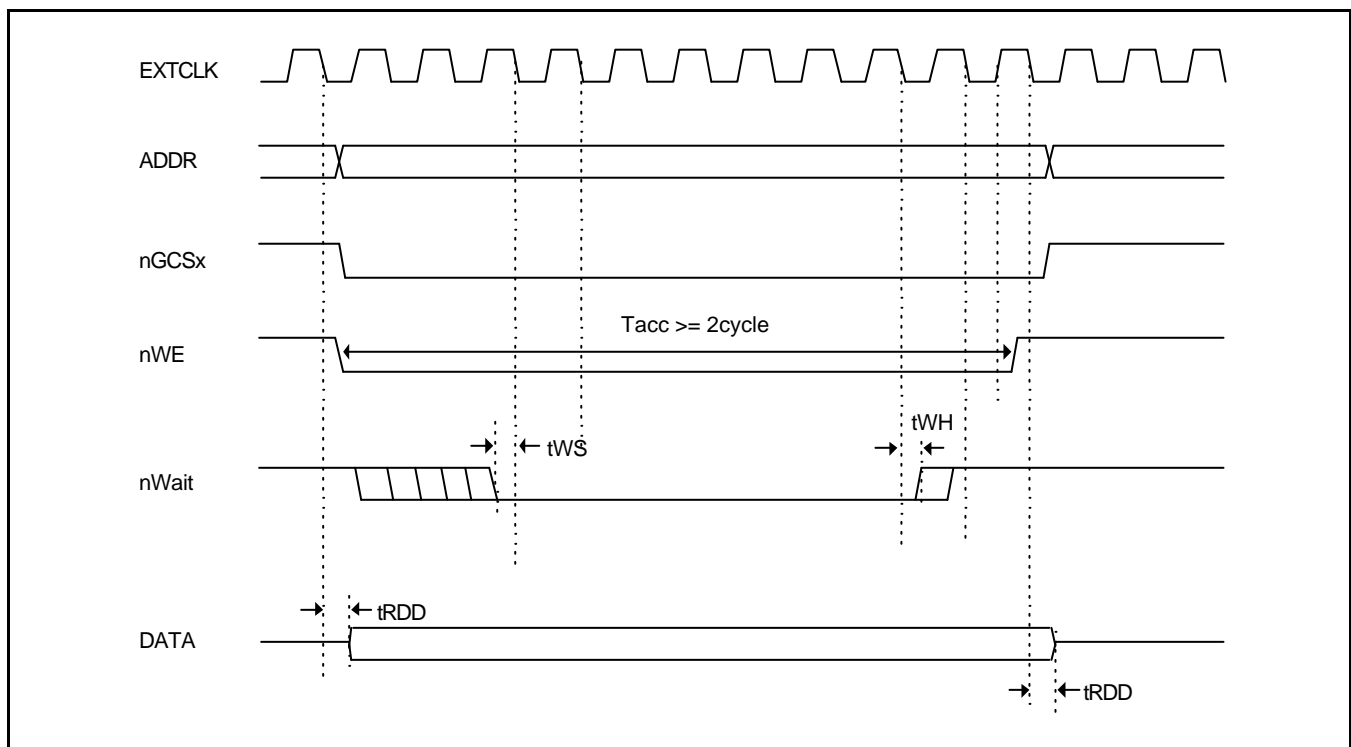 EXTCLK
ADDR
nGCSx
Tacc >= 2cycle
nWE
tWH
tWS
nWait
tRDD
DATA
tRDD